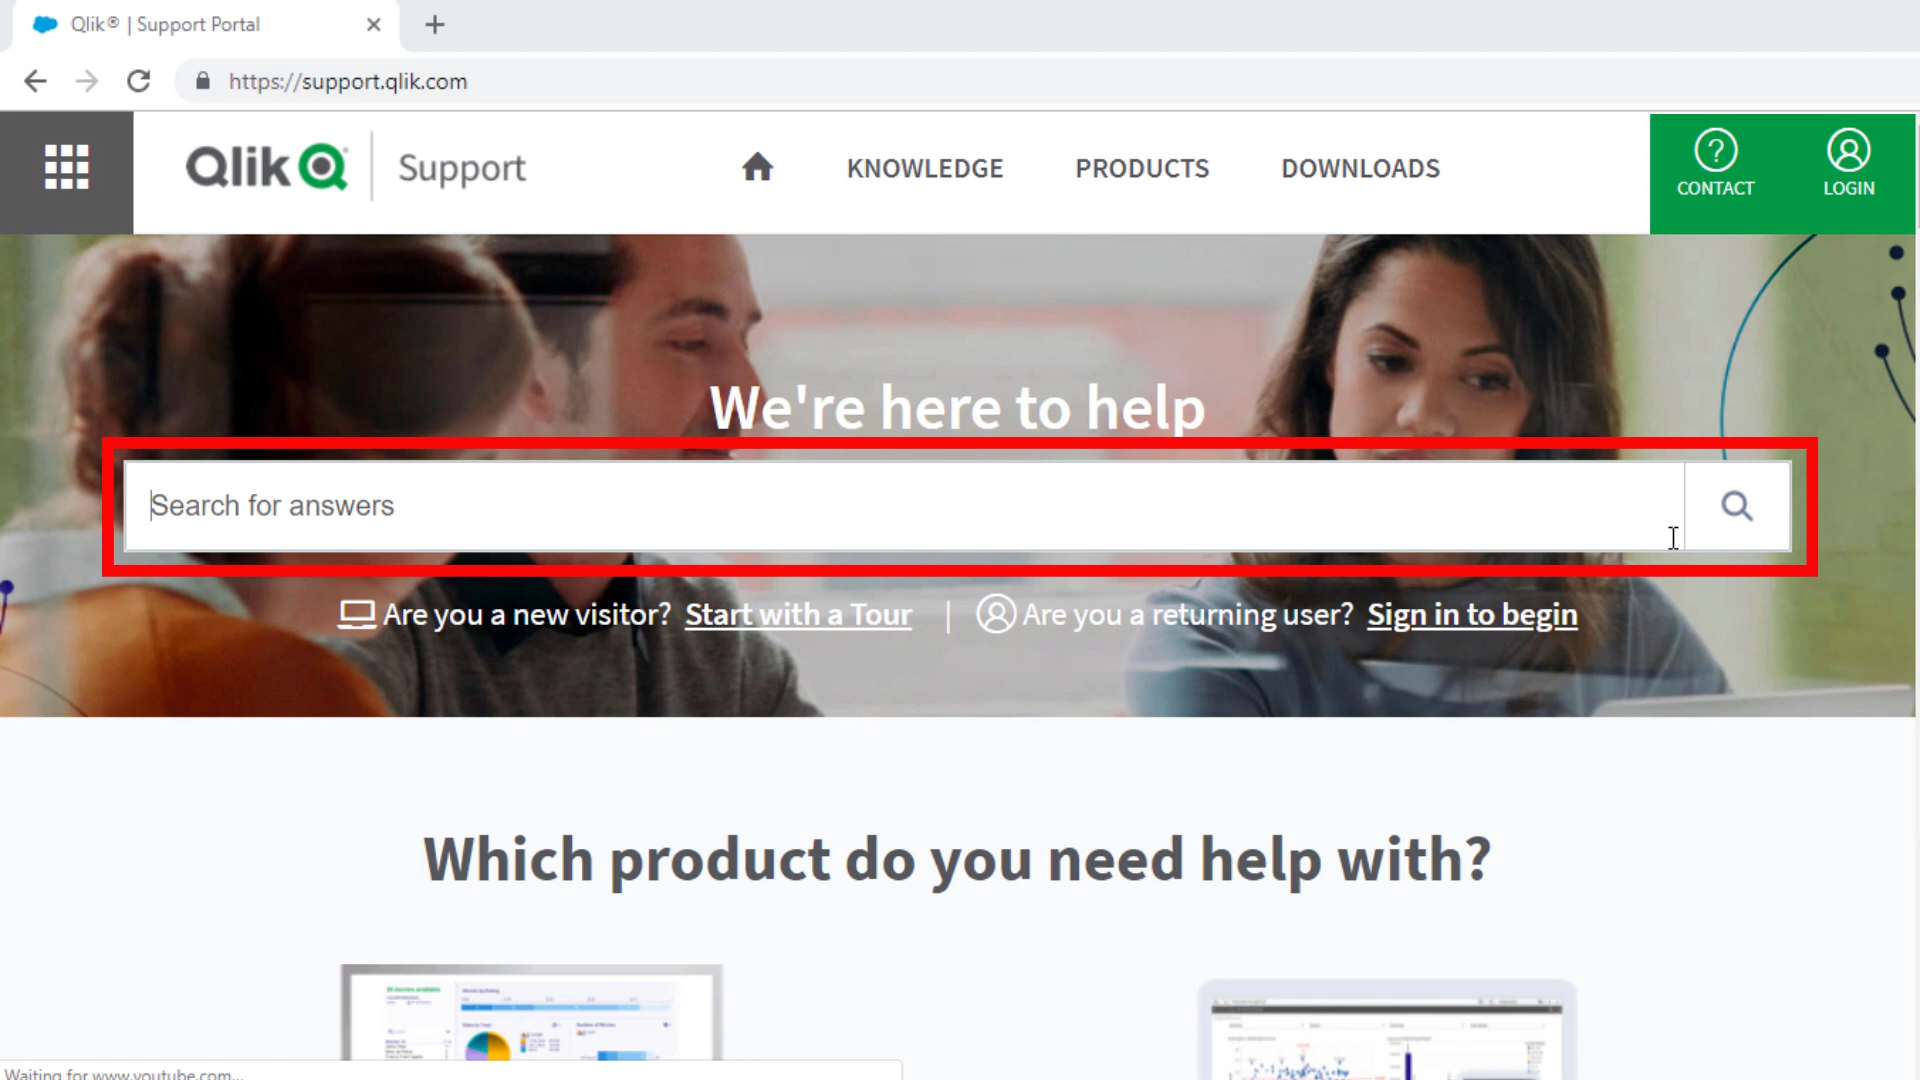 Qlik® | Support Portal
https://support.qlik.com
Qlik Support
KNOWLEDGE PRODUCTS DOWNLOADS
CONTACT LOGIN
We're here to help
Search for answers
Are you a new visitor? Start with a Tour | Are you a returning user? Sign in to begin
Which product do you need help with?
Waiting for www.youtube.com...